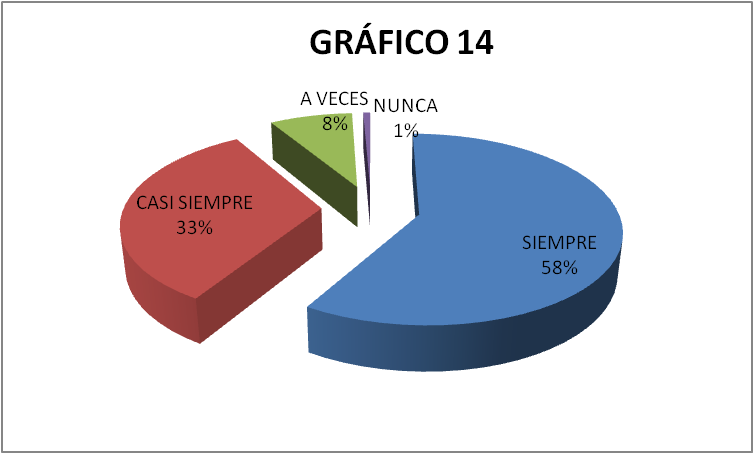 GRÁFICO 14
A VECES
8%
NUNCA
1%
CASI SIEMPRE
33%
SIEMPRE
58%